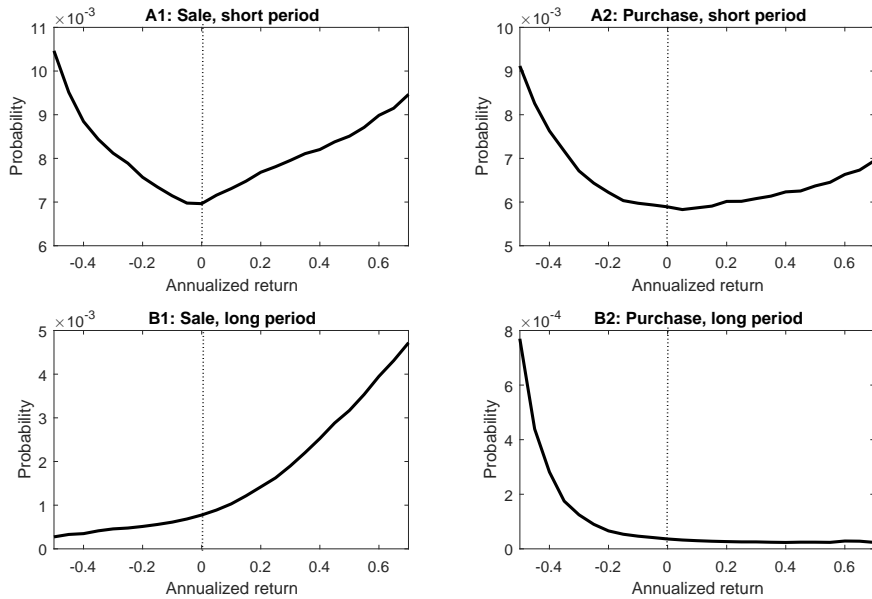 A1: Sale, short period
×10⁻³
11
10
9
8
7
6
Probability
-0.4 -0.2 0 0.2 0.4 0.6
Annualized return
A2: Purchase, short period
×10⁻³
10
9
8
7
6
5
Probability
-0.4 -0.2 0 0.2 0.4 0.6
Annualized return
B1: Sale, long period
×10⁻³
5
4
3
2
1
0
Probability
-0.4 -0.2 0 0.2 0.4 0.6
Annualized return
B2: Purchase, long period
×10⁻⁴
8
6
4
2
0
Probability
-0.4 -0.2 0 0.2 0.4 0.6
Annualized return